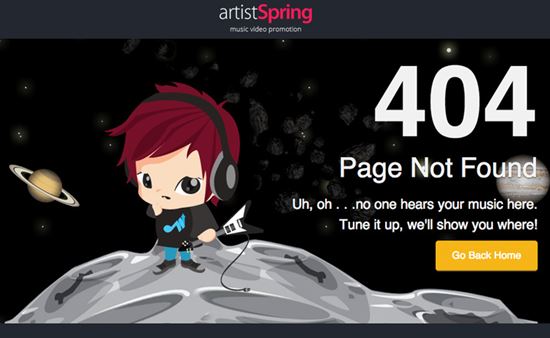 artistSpring
music video promotion
404
Page Not Found
Uh, oh . . .no one hears your music here.
Tune it up, we'll show you where!
Go Back Home